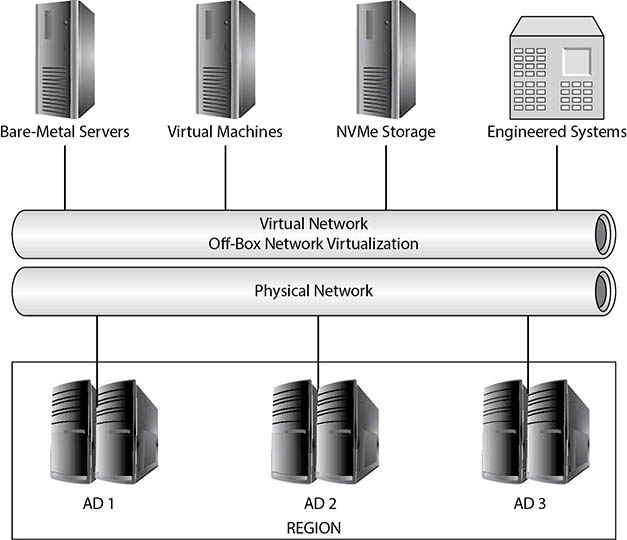 Bare-Metal Servers
Virtual Machines
NVMe Storage
Engineered Systems
Virtual Network
Off-Box Network Virtualization
Physical Network
AD 1
AD 2
AD 3
REGION